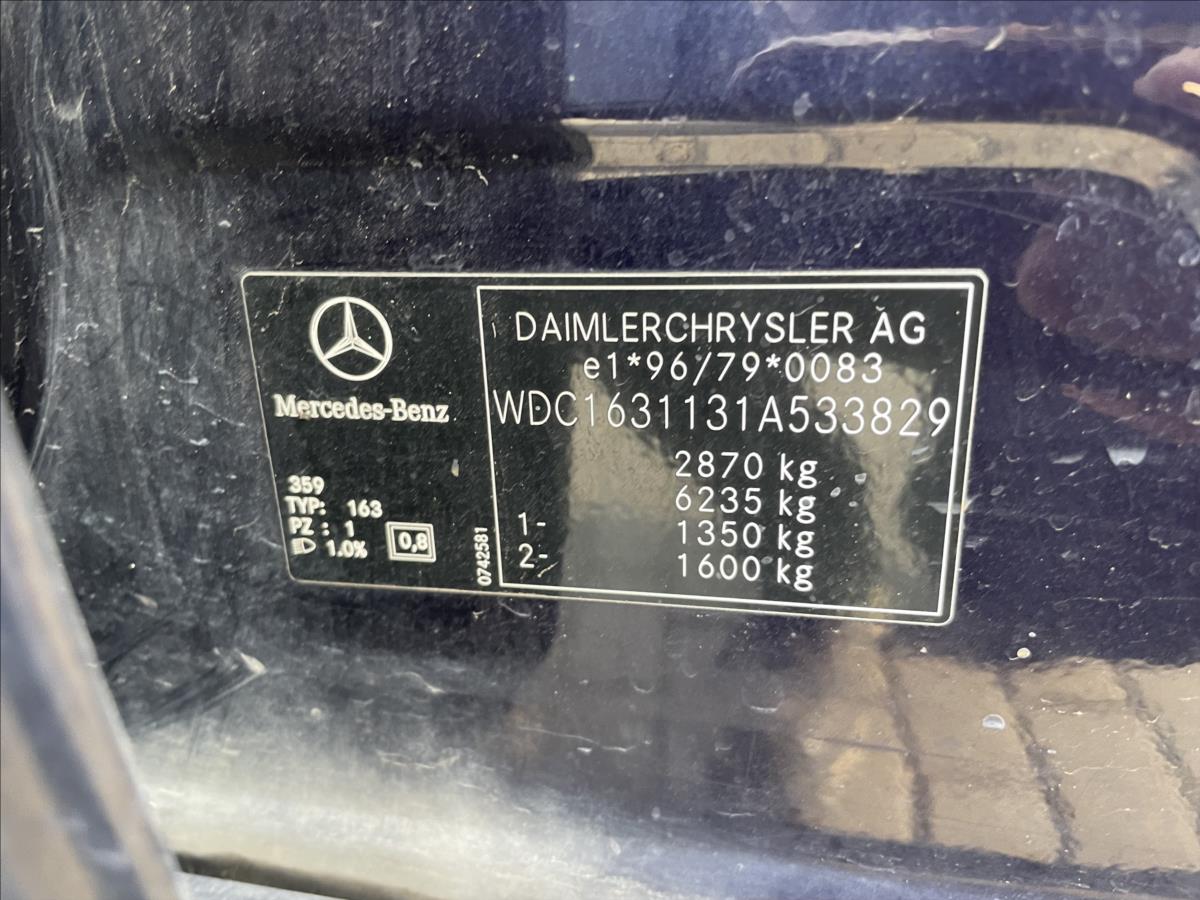 Mercedes-Benz
359
TYP: 163
PZ : 1
1.0%
0,8
0742581
DAIMLERCHRYSLER AG
e1*96/79*0083
WDC1631131A533829
2870 kg
6235 kg
1- 1350 kg
2- 1600 kg